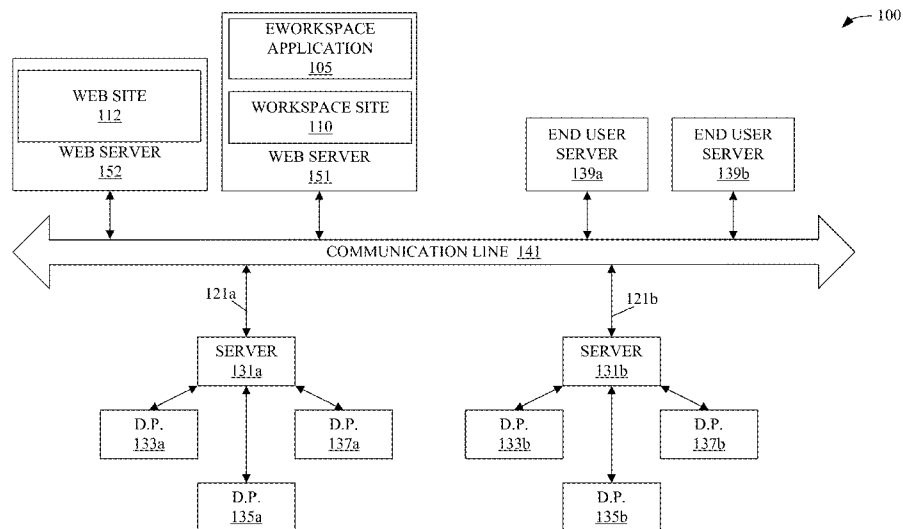 100
EWORKSPACE
APPLICATION
105
WEB SITE
112
WORKSPACE SITE
110
WEB SERVER
152
WEB SERVER
151
END USER
SERVER
139a
END USER
SERVER
139b
COMMUNICATION LINE 141
121a
121b
SERVER
131a
SERVER
131b
D.P.
133a
D.P.
137a
D.P.
133b
D.P.
137b
D.P.
135a
D.P.
135b